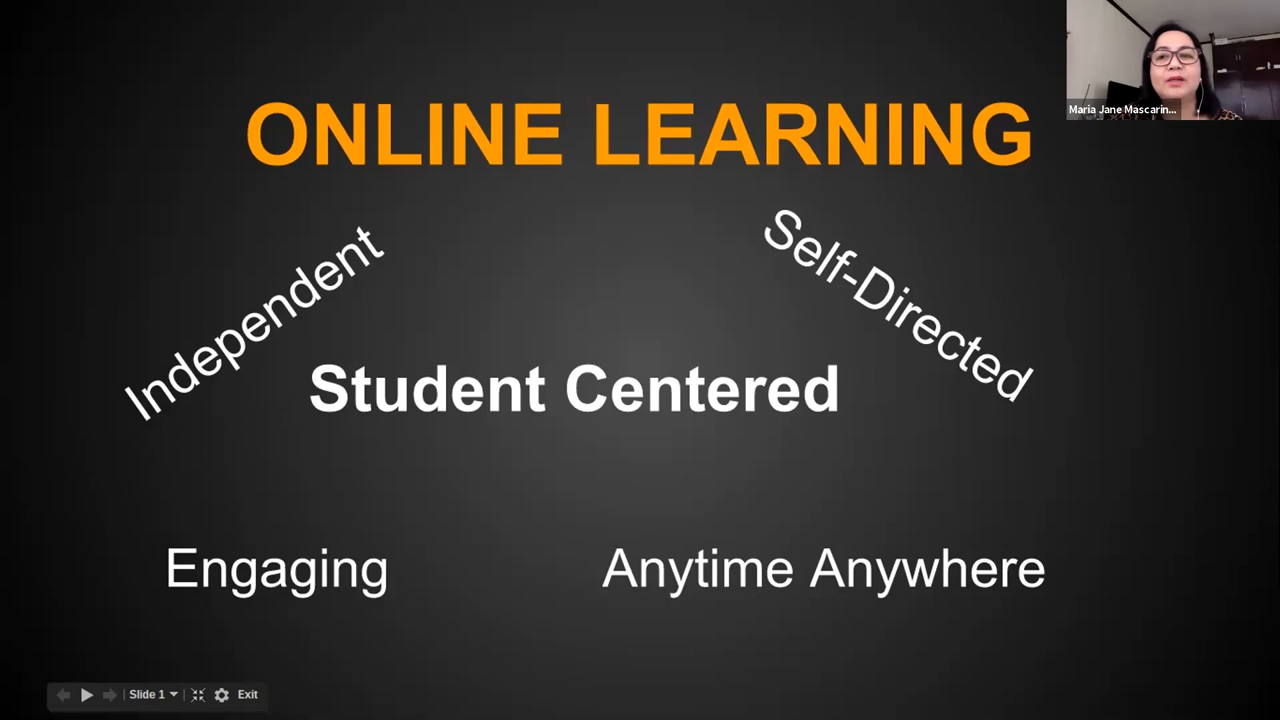 Maria Jane Mascarin...
ONLINE LEARNING
Independent
Self-Directed
Student Centered
Engaging
Anytime Anywhere
Slide 1
Exit